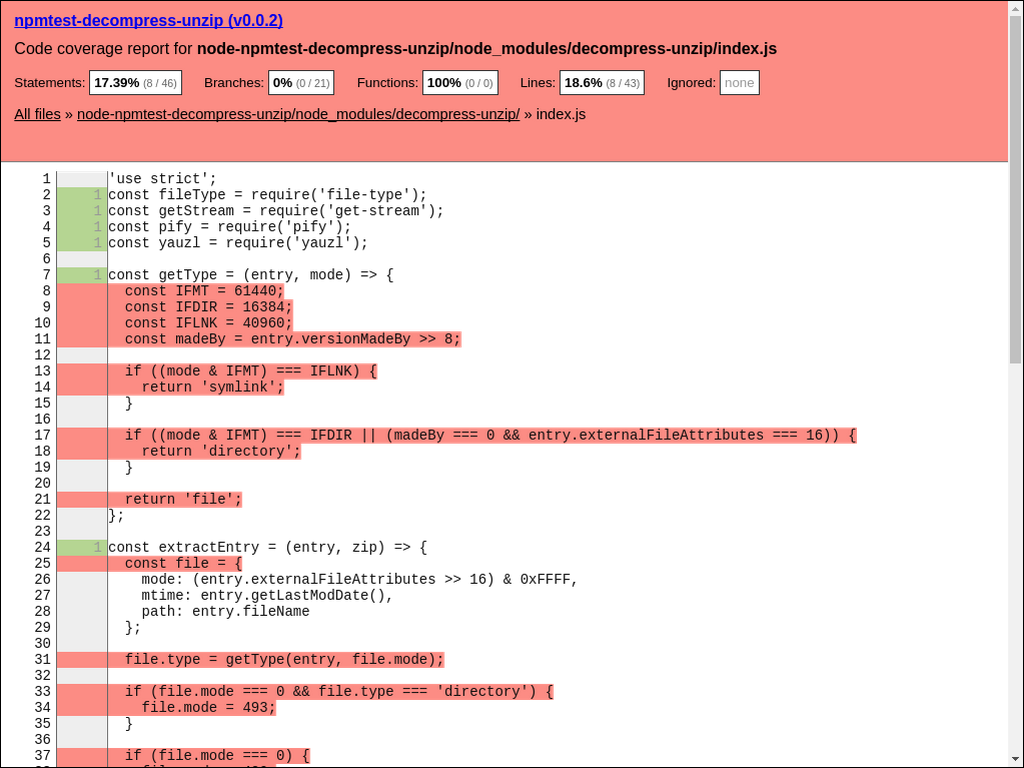 npmtest-decompress-unzip (v0.0.2)
Code coverage report for node-npmtest-decompress-unzip/node_modules/decompress-unzip/index.js
Statements: 17.39% (8 / 46) Branches: 0% (0 / 21) Functions: 100% (0 / 0) Lines: 18.6% (8 / 43) Ignored: none
All files » node-npmtest-decompress-unzip/node_modules/decompress-unzip/ » index.js
1 'use strict';
2 1 const fileType = require('file-type');
3 1 const getStream = require('get-stream');
4 1 const pify = require('pify');
5 1 const yauzl = require('yauzl');
6
7 1 const getType = (entry, mode) => {
8 const IFMT = 61440;
9 const IFDIR = 16384;
10 const IFLNK = 40960;
11 const madeBy = entry.versionMadeBy >> 8;
12
13 if ((mode & IFMT) === IFLNK) {
14 return 'symlink';
15 }
16
17 if ((mode & IFMT) === IFDIR || (madeBy === 0 && entry.externalFileAttributes === 16)) {
18 return 'directory';
19 }
20
21 return 'file';
22 };
23
24 1 const extractEntry = (entry, zip) => {
25 const file = {
26 mode: (entry.externalFileAttributes >> 16) & 0xFFFF,
27 mtime: entry.getLastModDate(),
28 path: entry.fileName
29 };
30
31 file.type = getType(entry, file.mode);
32
33 if (file.mode === 0 && file.type === 'directory') {
34 file.mode = 493;
35 }
36
37 if (file.mode === 0) {